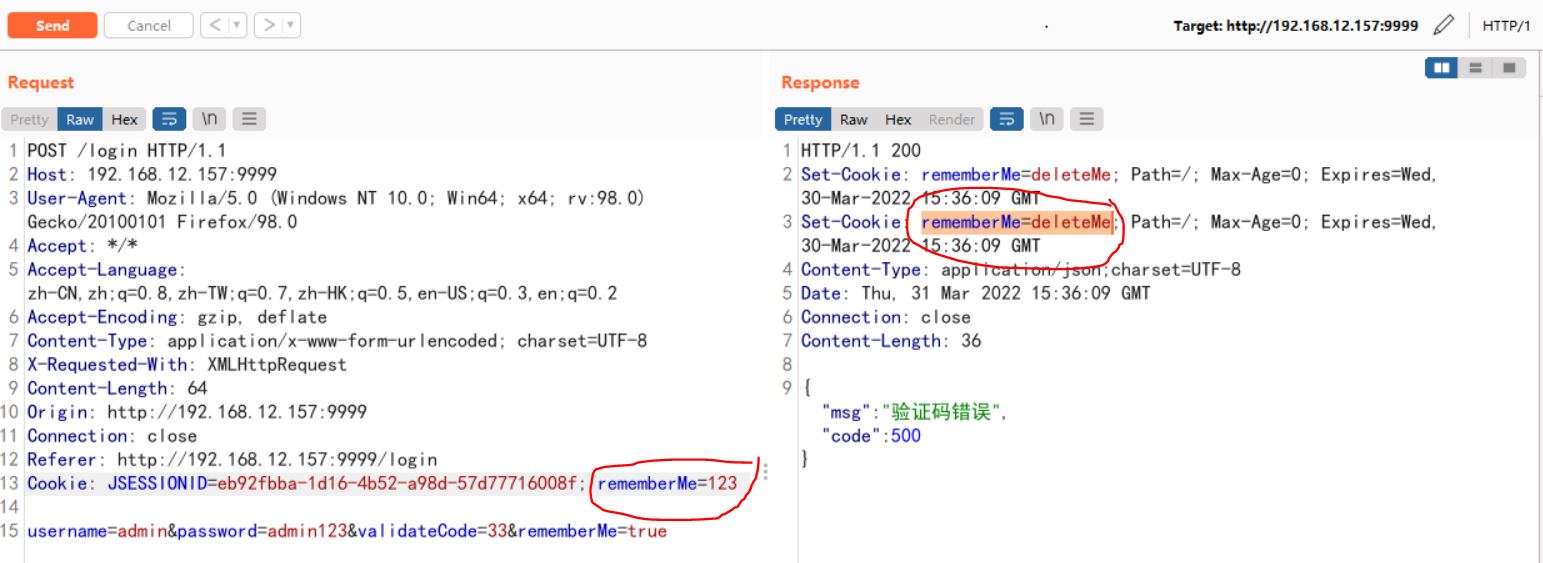 Send Cancel < > Target: http://192.168.12.157:9999 HTTP/1
Request
Pretty Raw Hex \n
1 POST /login HTTP/1.1
2 Host: 192.168.12.157:9999
3 User-Agent: Mozilla/5.0 (Windows NT 10.0; Win64; x64; rv:98.0)
Gecko/20100101 Firefox/98.0
4 Accept: */*
5 Accept-Language:
zh-CN,zh;q=0.8,zh-TW;q=0.7,zh-HK;q=0.5,en-US;q=0.3,en;q=0.2
6 Accept-Encoding: gzip, deflate
7 Content-Type: application/x-www-form-urlencoded; charset=UTF-8
8 X-Requested-With: XMLHttpRequest
9 Content-Length: 64
10 Origin: http://192.168.12.157:9999
11 Connection: close
12 Referer: http://192.168.12.157:9999/login
13 Cookie: JSESSIONID=eb92fbba-1d16-4b52-a98d-57d77716008f; rememberMe=123
14
15 username=admin&password=admin123&validateCode=33&rememberMe=true
Response
Pretty Raw Hex Render \n
1 HTTP/1.1 200
2 Set-Cookie: rememberMe=deleteMe; Path=/; Max-Age=0; Expires=Wed,
30-Mar-2022 15:36:09 GMT
3 Set-Cookie: rememberMe=deleteMe; Path=/; Max-Age=0; Expires=Wed,
30-Mar-2022 15:36:09 GMT
4 Content-Type: application/json;charset=UTF-8
5 Date: Thu, 31 Mar 2022 15:36:09 GMT
6 Connection: close
7 Content-Length: 36
8
9 {
"msg":"验证码错误",
"code":500
}